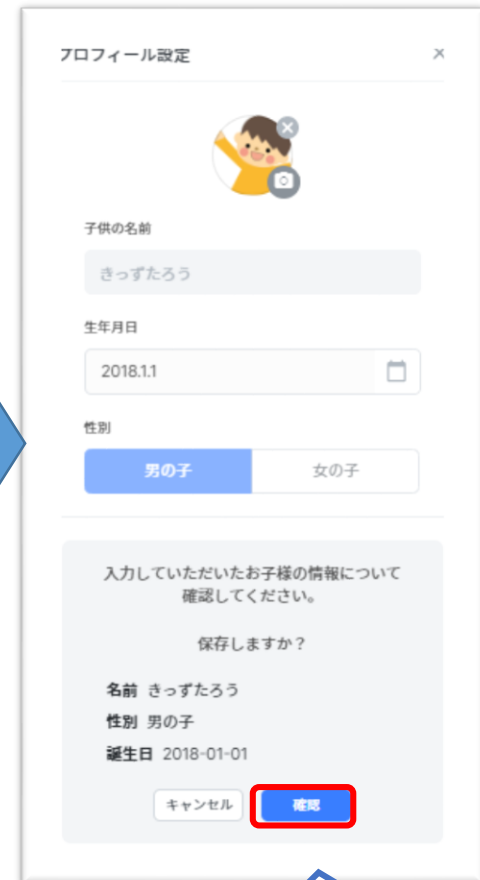 プロフィール設定
子供の名前
きっずたろう
生年月日
2018.1.1
性別
男の子 女の子
入力していただいたお子様の情報について
確認してください。
保存しますか？
名前 きっずたろう
性別 男の子
誕生日 2018-01-01
キャンセル 確認